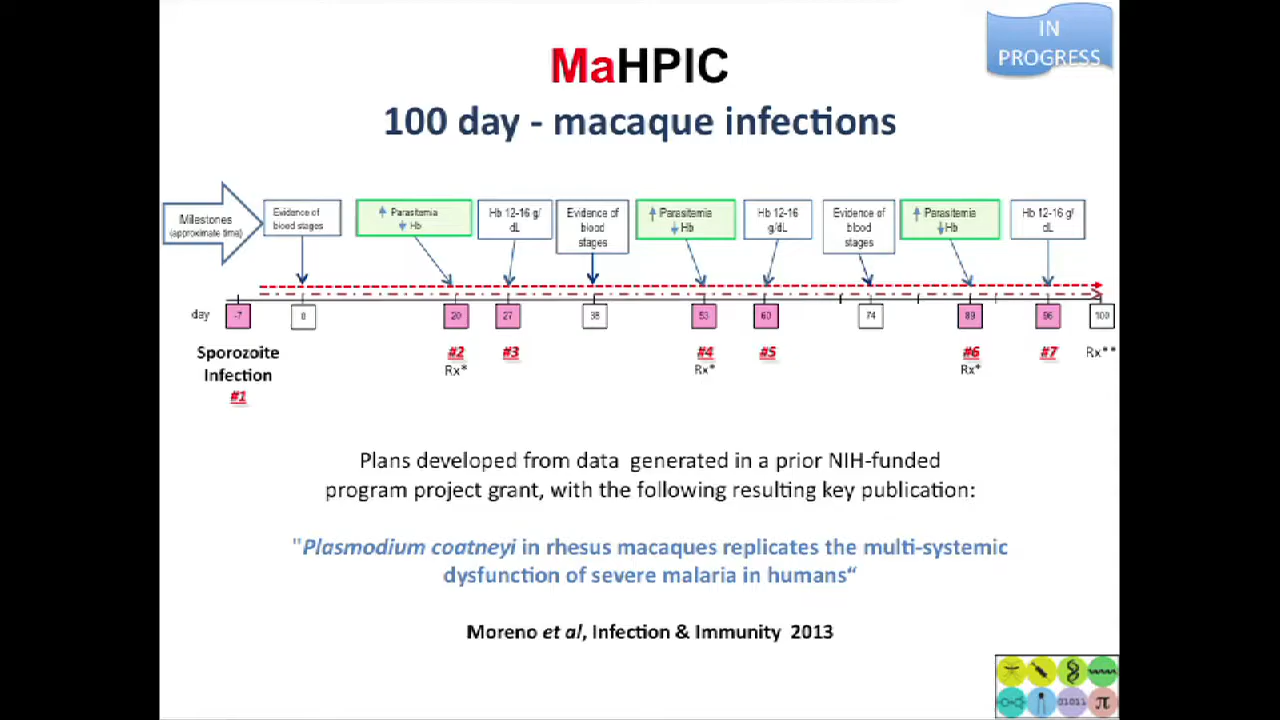 IN
PROGRESS
MaHPIC
100 day - macaque infections
Milestones
(approximate time)
Evidence of
blood stages
Parasitemia
Hb
Hb 12-16 g/
dL
Evidence of
blood
stages
Parasitemia
Hb
Hb 12-16
g/dL
Evidence of
blood
stages
Parasitemia
Hb
Hb 12-16 g/
dL
day
-7
20
27
53
60
74
89
96
100
Sporozoite
Infection
#1
#2
Rx*
#3
#4
Rx*
#5
#6
Rx*
#7
Rx**
Plans developed from data generated in a prior NIH-funded
program project grant, with the following resulting key publication:
"Plasmodium coatneyi in rhesus macaques replicates the multi-systemic
dysfunction of severe malaria in humans“
Moreno et al, Infection & Immunity 2013
01011
π